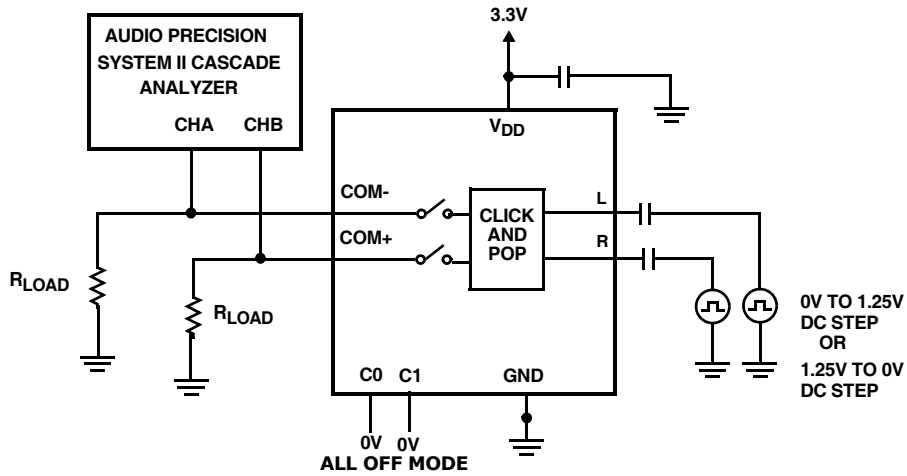 3.3V
AUDIO PRECISION
SYSTEM II CASCADE
ANALYZER
CHA CHB
VDD
COM-
COM+
CLICK
AND
POP
L
R
RLOAD
RLOAD
0V TO 1.25V
DC STEP
OR
1.25V TO 0V
DC STEP
C0 C1 GND
0V 0V
ALL OFF MODE